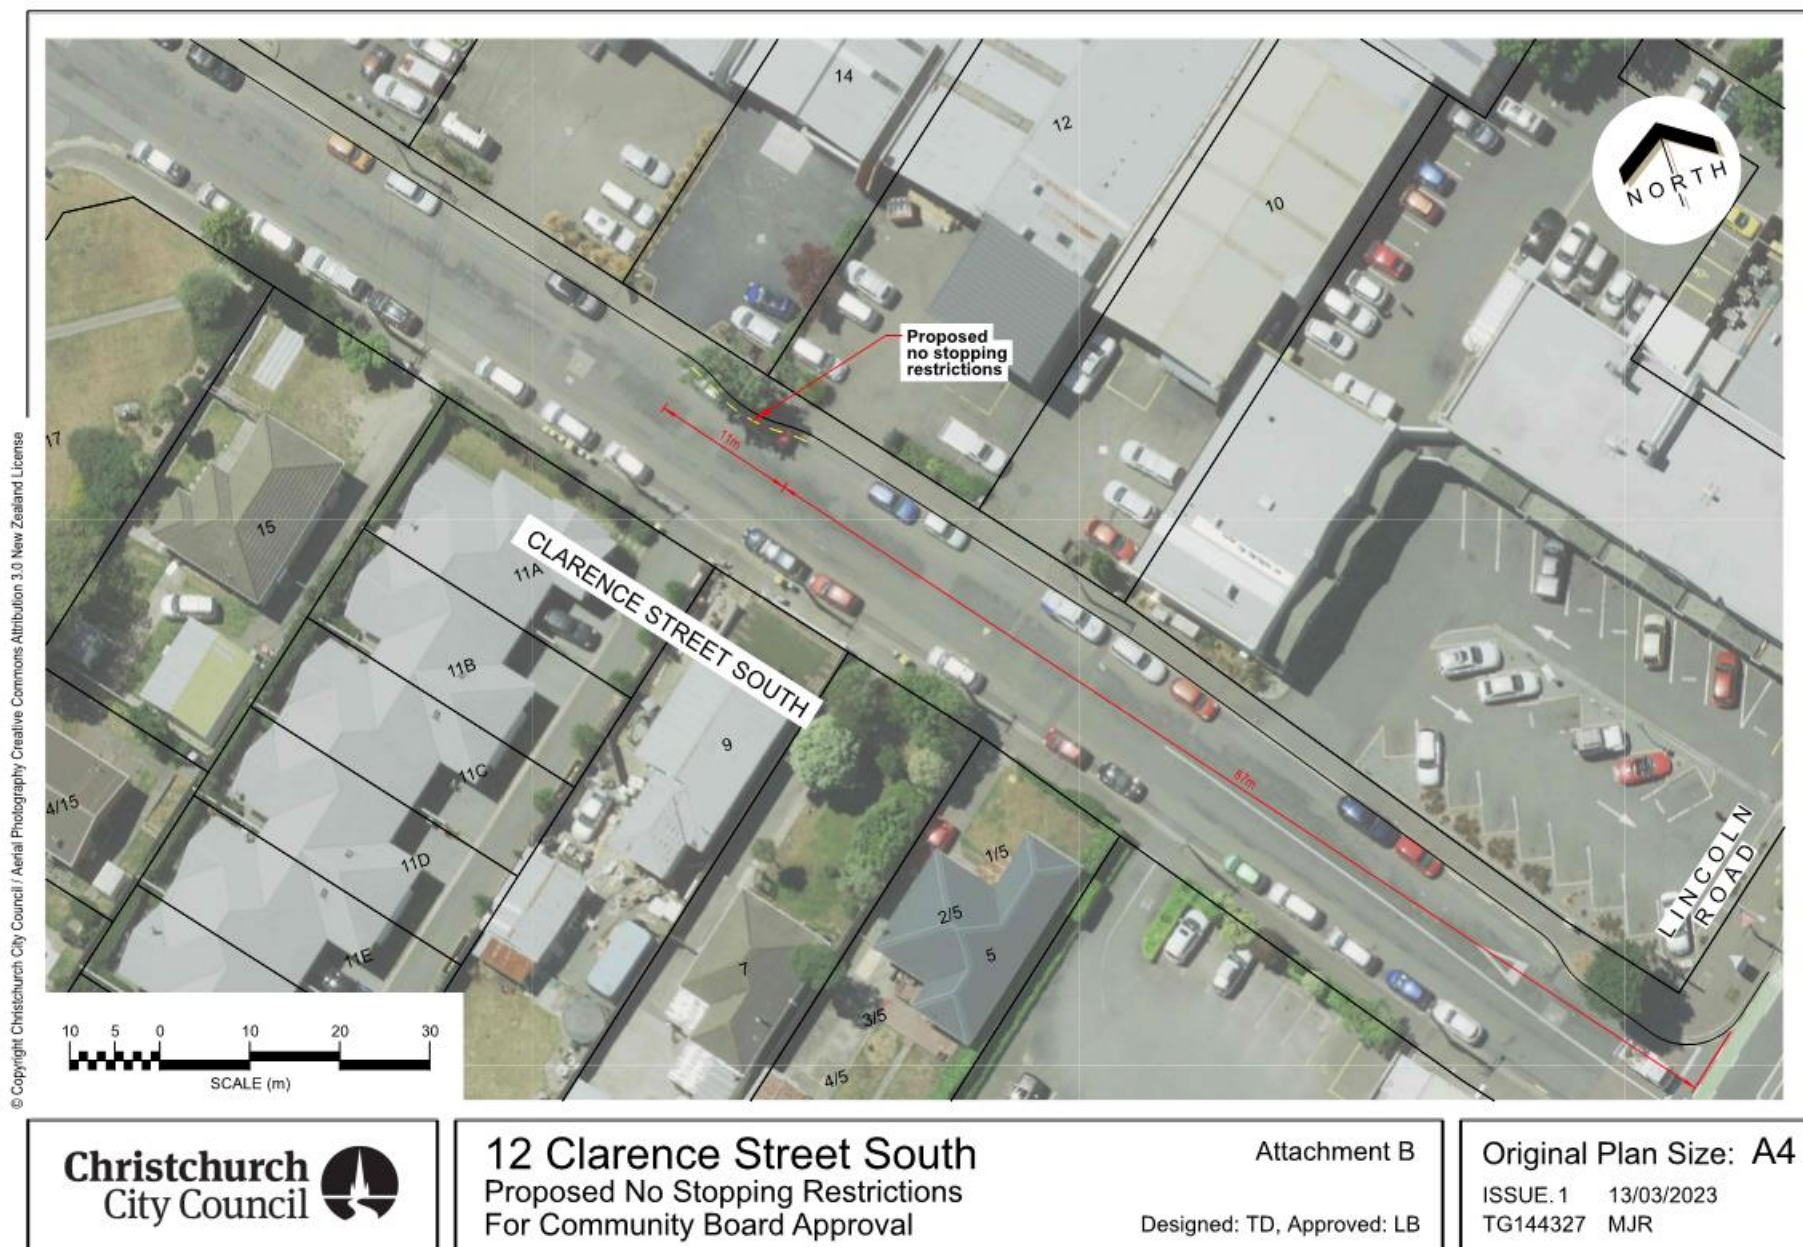 © Copyright Christchurch City Council / Aerial Photography Creative Commons Attribution 3.0 New Zealand License
14
12
10
NORTH
Proposed
no stopping
restrictions
11m
17
15
CLARENCE STREET SOUTH
11A
11B
11C
11D
11E
4/15
9
7
1/5
2/5
5
3/5
4/5
LINCOLN
ROAD
10 5 0 10 20 30
SCALE (m)
Christchurch
City Council
12 Clarence Street South
Proposed No Stopping Restrictions
For Community Board Approval
Attachment B
Designed: TD, Approved: LB
Original Plan Size: A4
ISSUE. 1 13/03/2023
TG144327 MJR